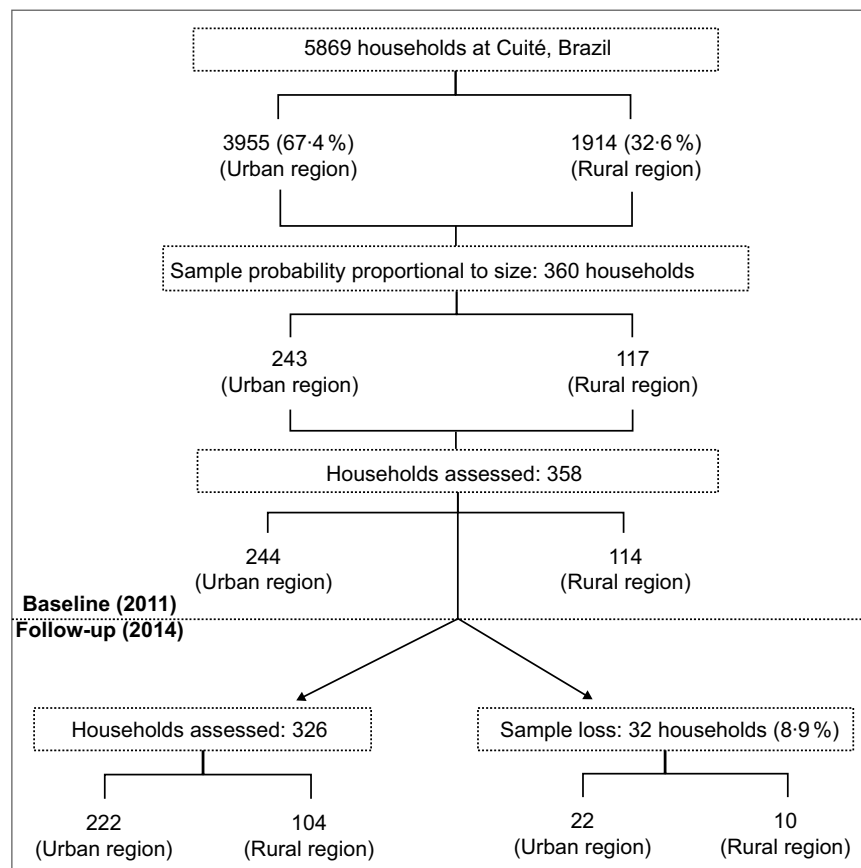 5869 households at Cuité, Brazil
3955 (67·4 %)
(Urban region)
1914 (32·6 %)
(Rural region)
Sample probability proportional to size: 360 households
243
(Urban region)
117
(Rural region)
Households assessed: 358
244
(Urban region)
114
(Rural region)
Baseline (2011)
Follow-up (2014)
Households assessed: 326
Sample loss: 32 households (8·9 %)
222
(Urban region)
104
(Rural region)
22
(Urban region)
10
(Rural region)